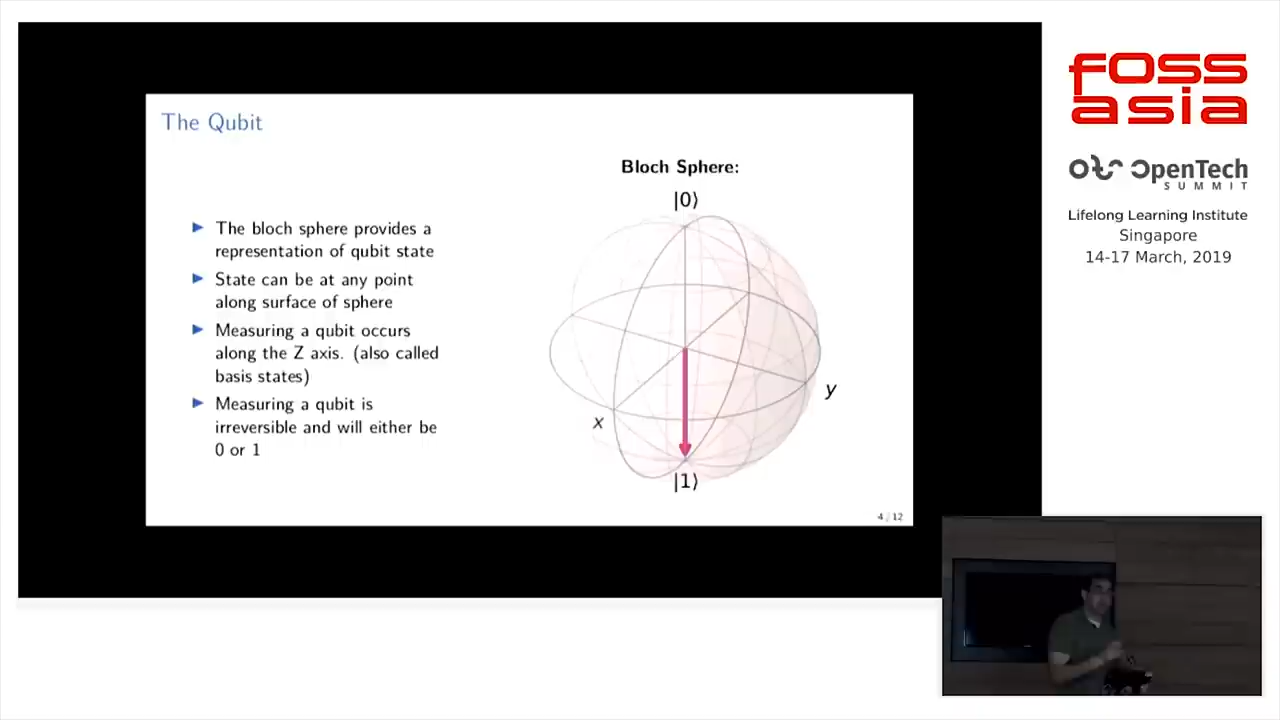 The Qubit
Bloch Sphere:
|0⟩
▶ The bloch sphere provides a
representation of qubit state
▶ State can be at any point
along surface of sphere
▶ Measuring a qubit occurs
along the Z axis. (also called
basis states)
▶ Measuring a qubit is
irreversible and will either be
0 or 1
x
y
|1⟩
4 / 12
FOSS
asia
OpenTech
SUMMIT
Lifelong Learning Institute
Singapore
14-17 March, 2019